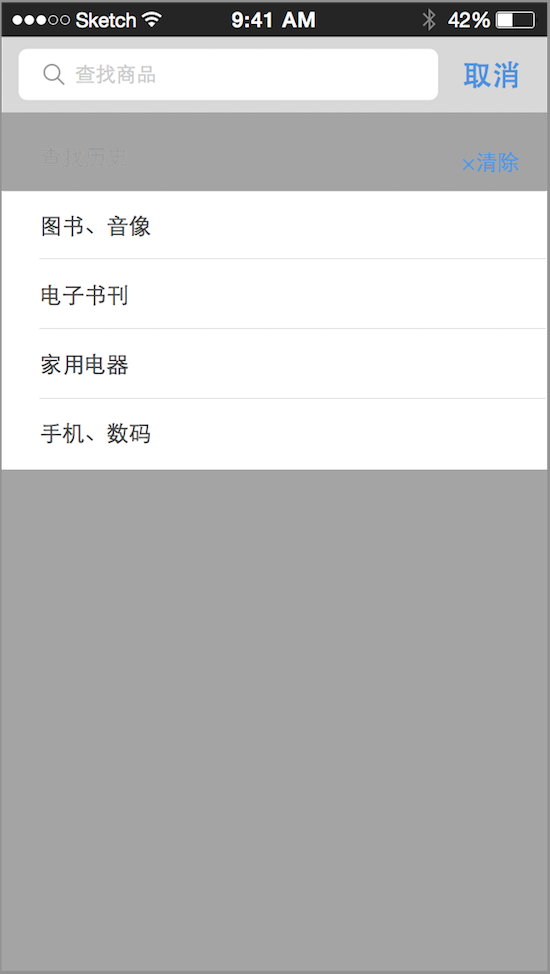 Sketch 9:41 AM 42%
查找商品 取消
查找历史 ×清除
图书、音像
电子书刊
家用电器
手机、数码